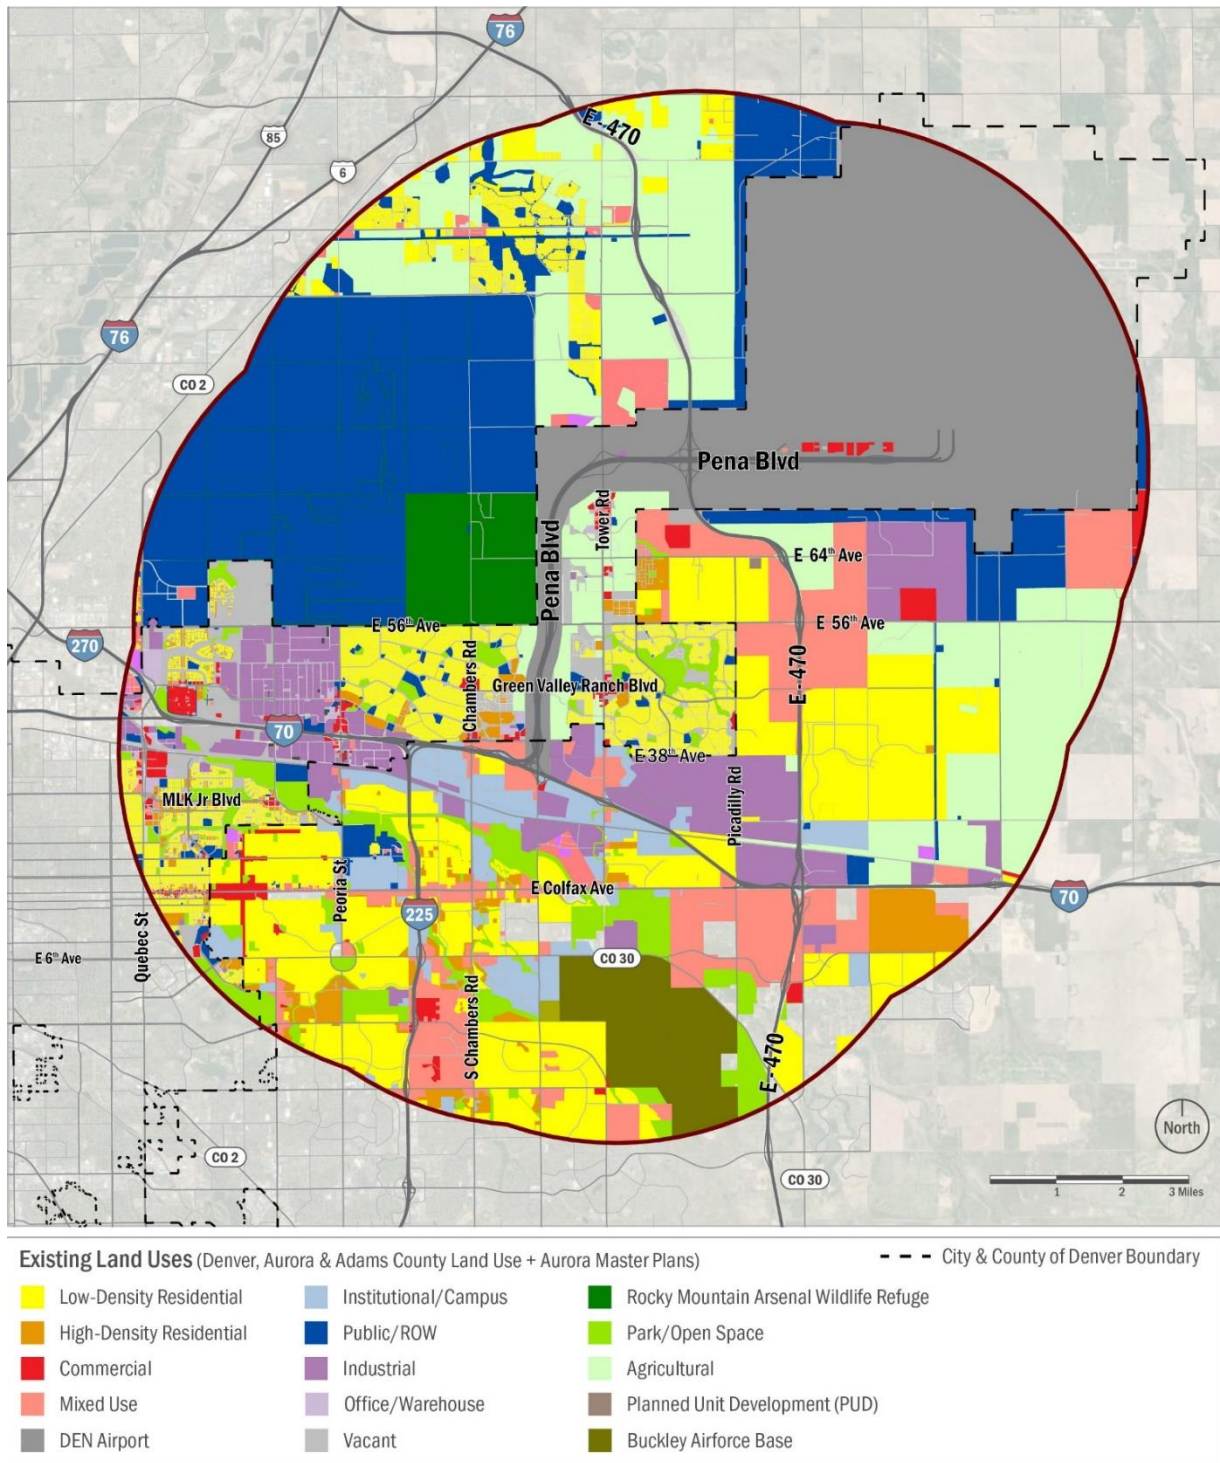 76
E - 470
85
6
76
CO 2
Pena Blvd
Tower Rd
Pena Blvd
E 64th Ave
E 56th Ave
E 56th Ave
270
Chambers Rd
Green Valley Ranch Blvd
E - 470
70
E 38th Ave
MLK Jr Blvd
Picadilly Rd
Peoria St
E Colfax Ave
70
225
Quebec St
E 6th Ave
CO 30
S Chambers Rd
E - 470
North
CO 2
CO 30
1 2 3 Miles
Existing Land Uses (Denver, Aurora & Adams County Land Use + Aurora Master Plans)
City & County of Denver Boundary
Low-Density Residential
Institutional/Campus
Rocky Mountain Arsenal Wildlife Refuge
High-Density Residential
Public/ROW
Park/Open Space
Commercial
Industrial
Agricultural
Mixed Use
Office/Warehouse
Planned Unit Development (PUD)
DEN Airport
Vacant
Buckley Airforce Base